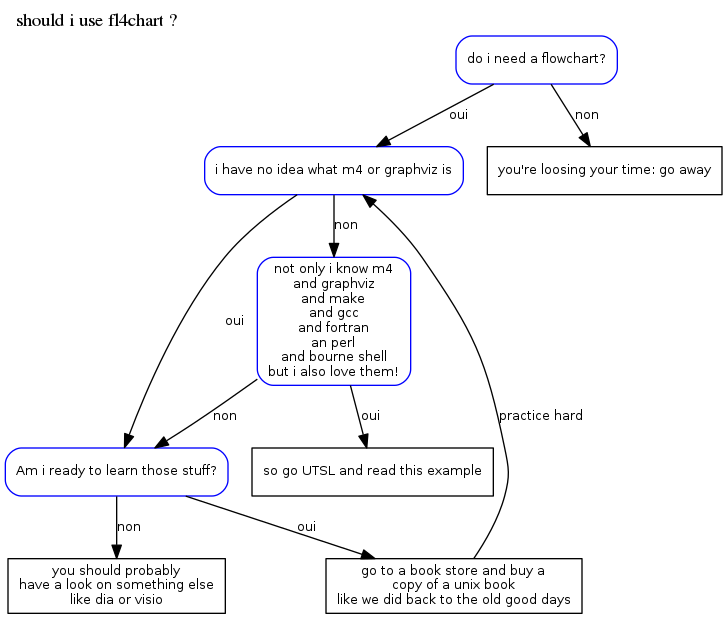 should i use fl4chart ?
do i need a flowchart?
oui
non
i have no idea what m4 or graphviz is
you're loosing your time: go away
non
not only i know m4
and graphviz
and make
and gcc
and fortran
an perl
and bourne shell
but i also love them!
oui
non
oui
practice hard
Am i ready to learn those stuff?
so go UTSL and read this example
non
oui
you should probably
have a look on something else
like dia or visio
go to a book store and buy a
copy of a unix book
like we did back to the old good days